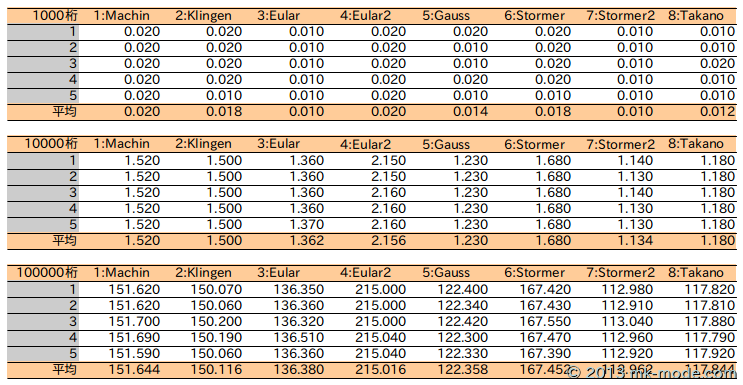 1000桁 1:Machin 2:Klingen 3:Eular 4:Eular2 5:Gauss 6:Stormer 7:Stormer2 8:Takano
1 0.020 0.020 0.010 0.020 0.020 0.020 0.010 0.010
2 0.020 0.020 0.010 0.020 0.010 0.020 0.010 0.010
3 0.020 0.020 0.010 0.020 0.010 0.010 0.010 0.020
4 0.020 0.020 0.010 0.020 0.020 0.020 0.010 0.010
5 0.020 0.010 0.010 0.020 0.010 0.020 0.010 0.010
平均 0.020 0.018 0.010 0.020 0.014 0.018 0.010 0.012
10000桁 1:Machin 2:Klingen 3:Eular 4:Eular2 5:Gauss 6:Stormer 7:Stormer2 8:Takano
1 1.520 1.500 1.360 2.150 1.230 1.680 1.140 1.180
2 1.520 1.500 1.360 2.150 1.230 1.680 1.130 1.180
3 1.520 1.500 1.360 2.160 1.230 1.680 1.140 1.180
4 1.520 1.500 1.360 2.160 1.230 1.680 1.130 1.180
5 1.520 1.500 1.370 2.160 1.230 1.680 1.130 1.180
平均 1.520 1.500 1.362 2.156 1.230 1.680 1.134 1.180
100000桁 1:Machin 2:Klingen 3:Eular 4:Eular2 5:Gauss 6:Stormer 7:Stormer2 8:Takano
1 151.620 150.070 136.350 215.000 122.400 167.420 112.980 117.820
2 151.620 150.060 136.360 215.000 122.340 167.430 112.910 117.810
3 151.700 150.200 136.320 215.000 122.420 167.550 113.040 117.880
4 151.690 150.190 136.510 215.040 122.300 167.470 112.960 117.790
5 151.590 150.060 136.360 215.040 122.330 167.390 112.920 117.920
平均 151.644 150.116 136.380 215.016 122.358 167.452 112.962 117.844
© 2013 mk-mode.com